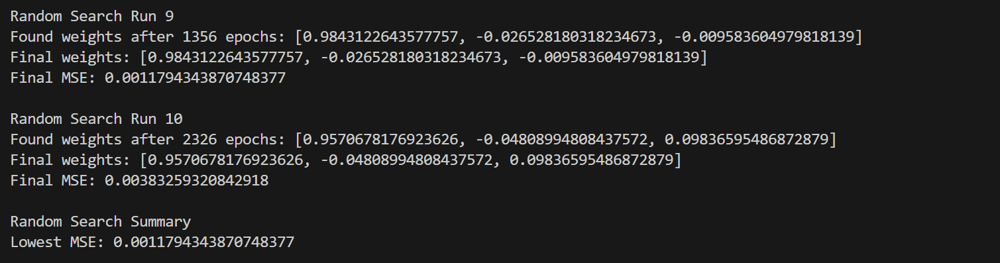 Random Search Run 9
Found weights after 1356 epochs: [0.9843122643577757, -0.026528180318234673, -0.009583604979818139]
Final weights: [0.9843122643577757, -0.026528180318234673, -0.009583604979818139]
Final MSE: 0.0011794343870748377
Random Search Run 10
Found weights after 2326 epochs: [0.9570678176923626, -0.04808994808437572, 0.09836595486872879]
Final weights: [0.9570678176923626, -0.04808994808437572, 0.09836595486872879]
Final MSE: 0.00383259320842918
Random Search Summary
Lowest MSE: 0.0011794343870748377